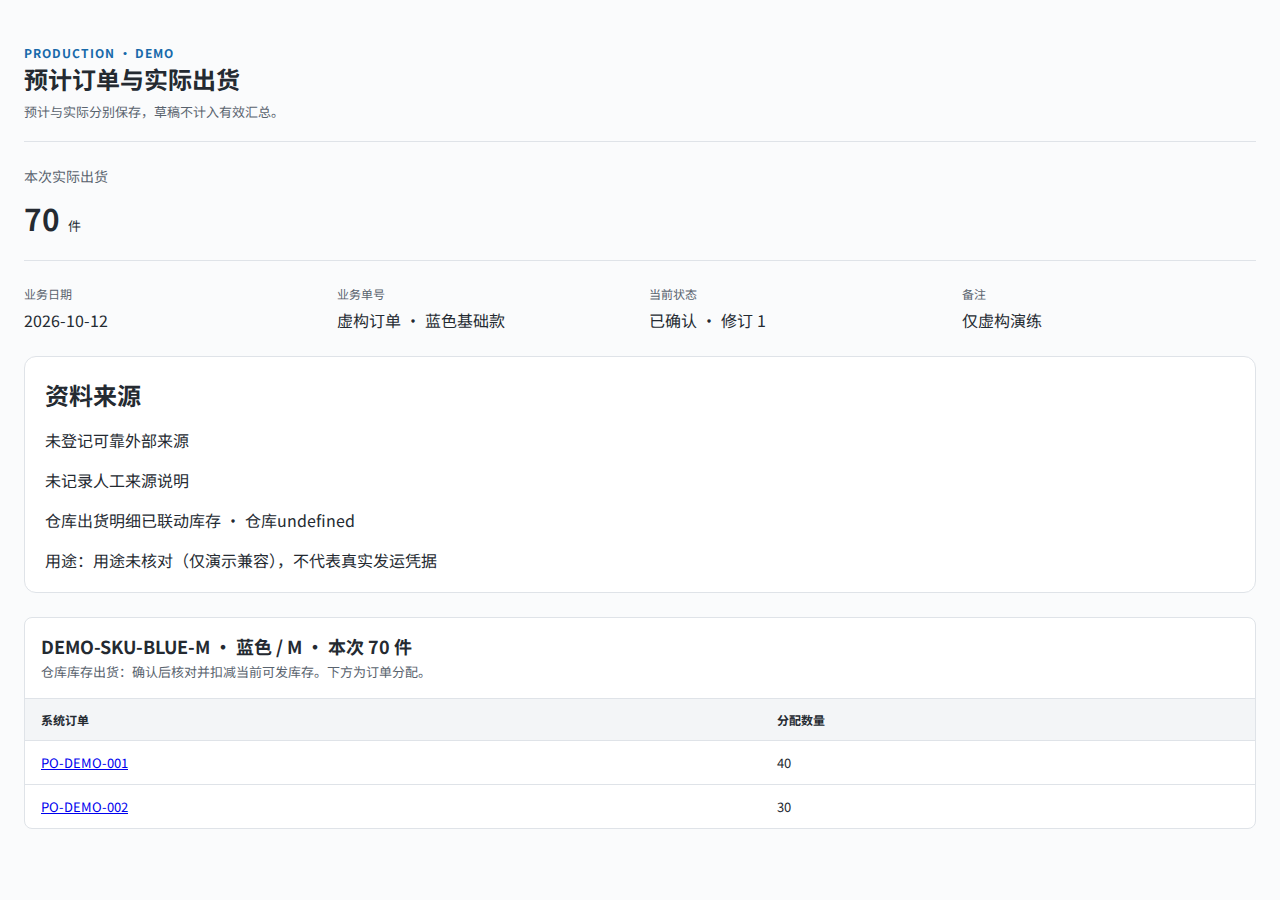 PRODUCTION · DEMO
预计订单与实际出货
预计与实际分别保存，草稿不计入有效汇总。
本次实际出货
70 件
业务日期
业务单号
当前状态
备注
2026-10-12
虚构订单 · 蓝色基础款
已确认 · 修订 1
仅虚构演练
资料来源
未登记可靠外部来源
未记录人工来源说明
仓库出货明细已联动库存 · 仓库undefined
用途：用途未核对（仅演示兼容），不代表真实发运凭据
DEMO-SKU-BLUE-M · 蓝色 / M · 本次 70 件
仓库库存出货：确认后核对并扣减当前可发库存。下方为订单分配。
系统订单
分配数量
PO-DEMO-001
40
PO-DEMO-002
30